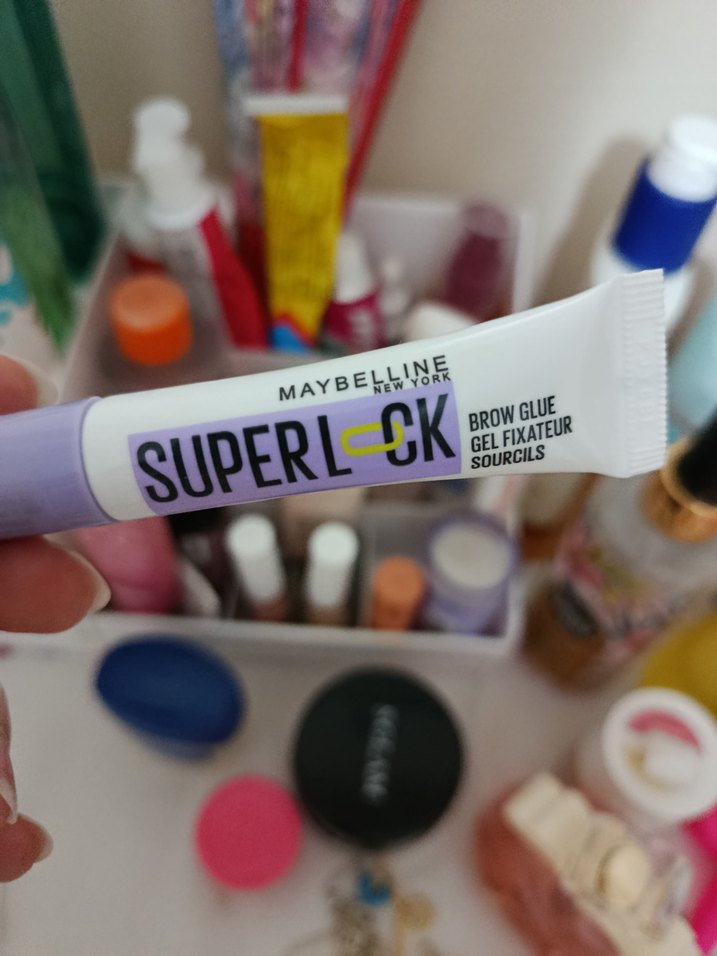 MAYBELLINE
NEW YORK
SUPERLOCK
BROW GLUE
GEL FIXATEUR
SOURCILS